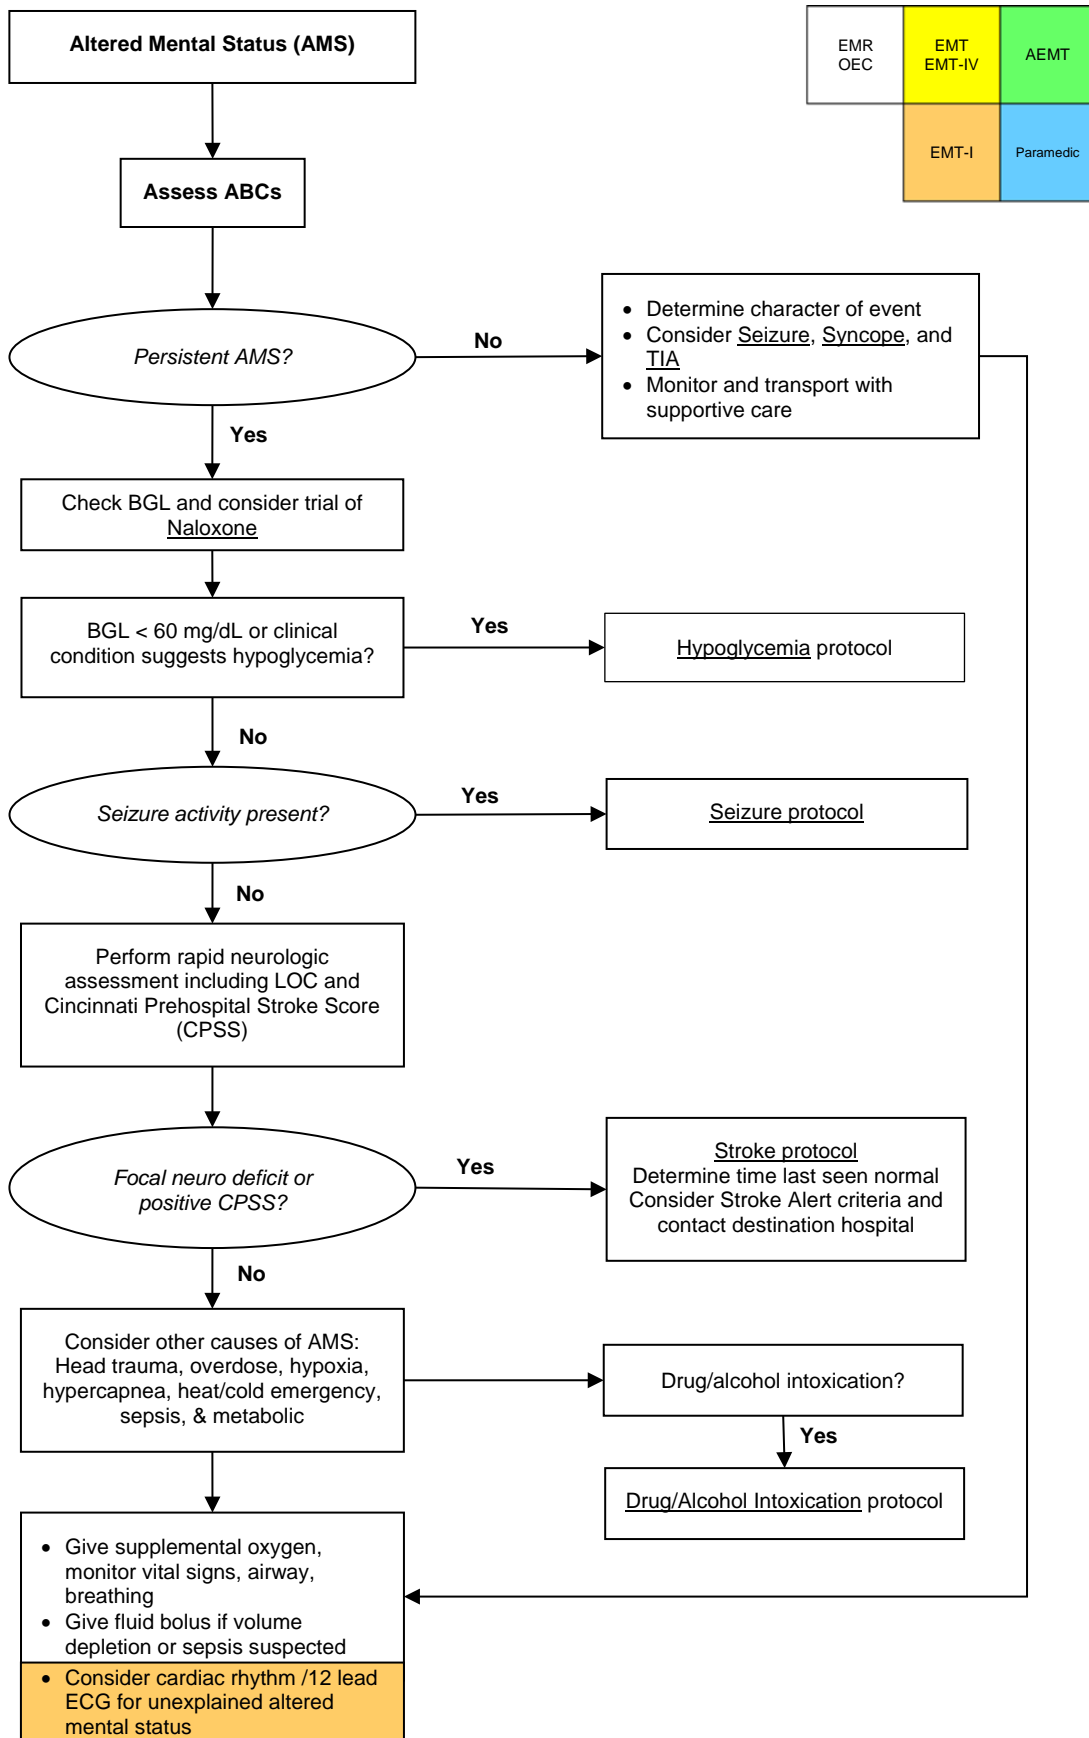 Altered Mental Status (AMS)
EMR
OEC
EMT
EMT-IV
AEMT
EMT-I
Paramedic
Assess ABCs
Persistent AMS?
No
• Determine character of event
• Consider Seizure, Syncope, and
TIA
• Monitor and transport with
supportive care
Yes
Check BGL and consider trial of
Naloxone
BGL < 60 mg/dL or clinical
condition suggests hypoglycemia?
Yes
Hypoglycemia protocol
No
Seizure activity present?
Yes
Seizure protocol
No
Perform rapid neurologic
assessment including LOC and
Cincinnati Prehospital Stroke Score
(CPSS)
Focal neuro deficit or
positive CPSS?
Yes
Stroke protocol
Determine time last seen normal
Consider Stroke Alert criteria and
contact destination hospital
No
Consider other causes of AMS:
Head trauma, overdose, hypoxia,
hypercapnea, heat/cold emergency,
sepsis, & metabolic
Drug/alcohol intoxication?
Yes
Drug/Alcohol Intoxication protocol
• Give supplemental oxygen,
monitor vital signs, airway,
breathing
• Give fluid bolus if volume
depletion or sepsis suspected
• Consider cardiac rhythm /12 lead
ECG for unexplained altered
mental status